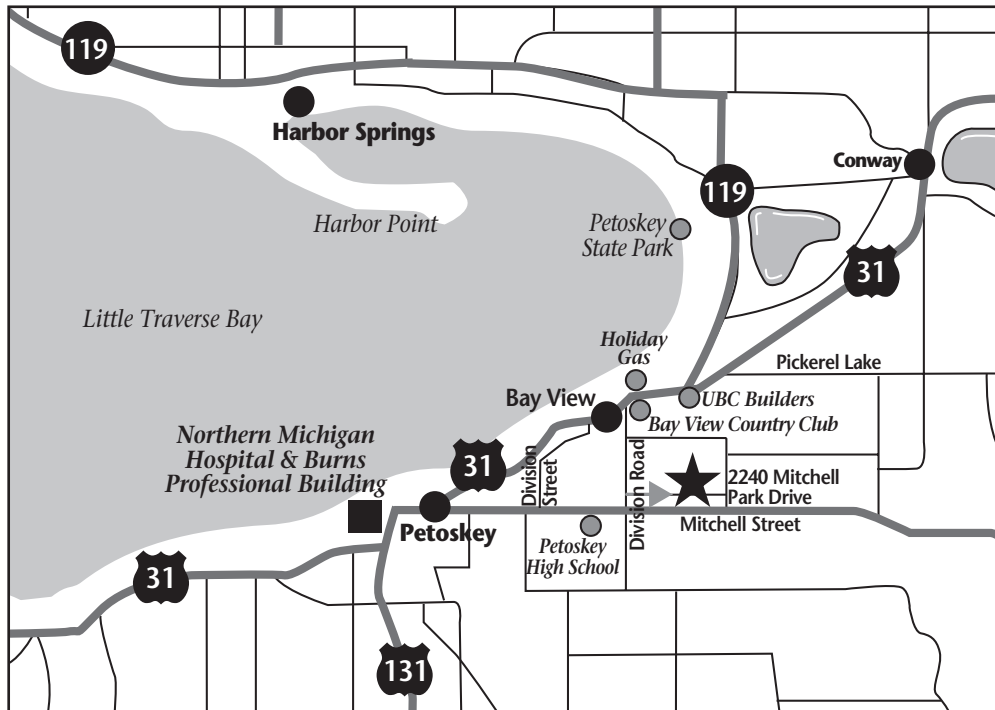 119
Harbor Springs
Conway
119
Harbor Point
Petoskey
State Park
31
Little Traverse Bay
Holiday
Gas
Pickerel Lake
Bay View
UBC Builders
Bay View Country Club
Northern Michigan
Hospital & Burns
Professional Building
31
Division
Street
Division Road
2240 Mitchell
Park Drive
Petoskey
Mitchell Street
Petoskey
High School
31
131